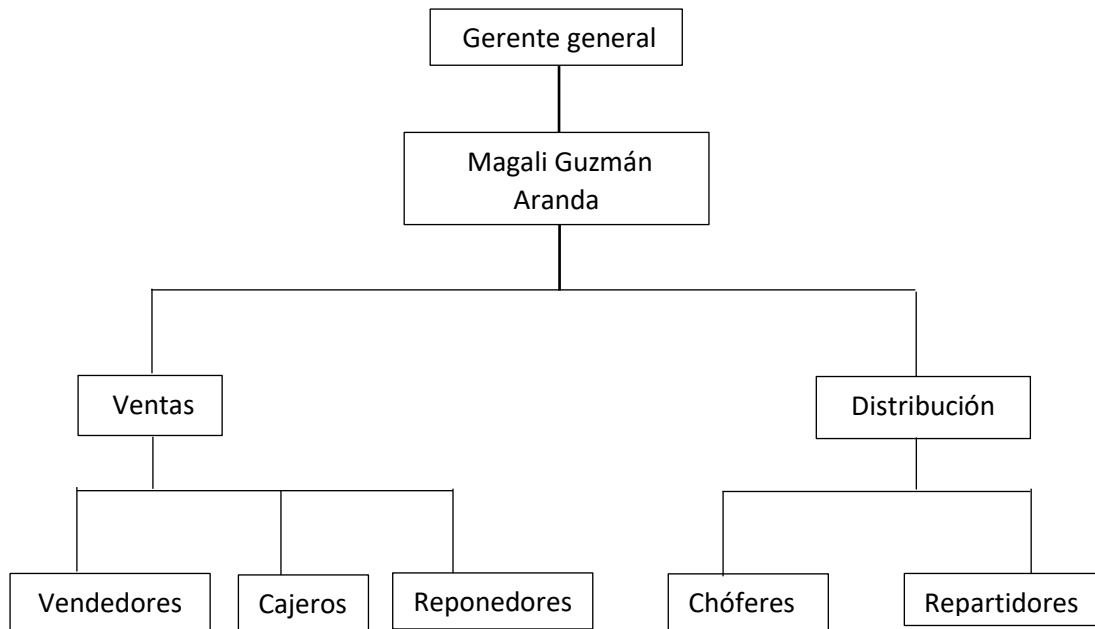 Gerente general
Magali Guzmán
Aranda
Ventas
Distribución
Vendedores
Cajeros
Reponedores
Chóferes
Repartidores